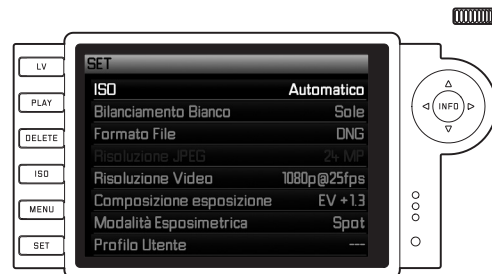 LV
PLAY
DELETE
ISO
MENU
SET
SET
ISO Automatico
Bilanciamento Bianco Sole
Formato File DNG
Risoluzione JPEG 24 MP
Risoluzione Video 1080p@25fps
Composizione esposizione EV +1.3
Modalità Esposimetrica Spot
Profilo Utente ---
INFO